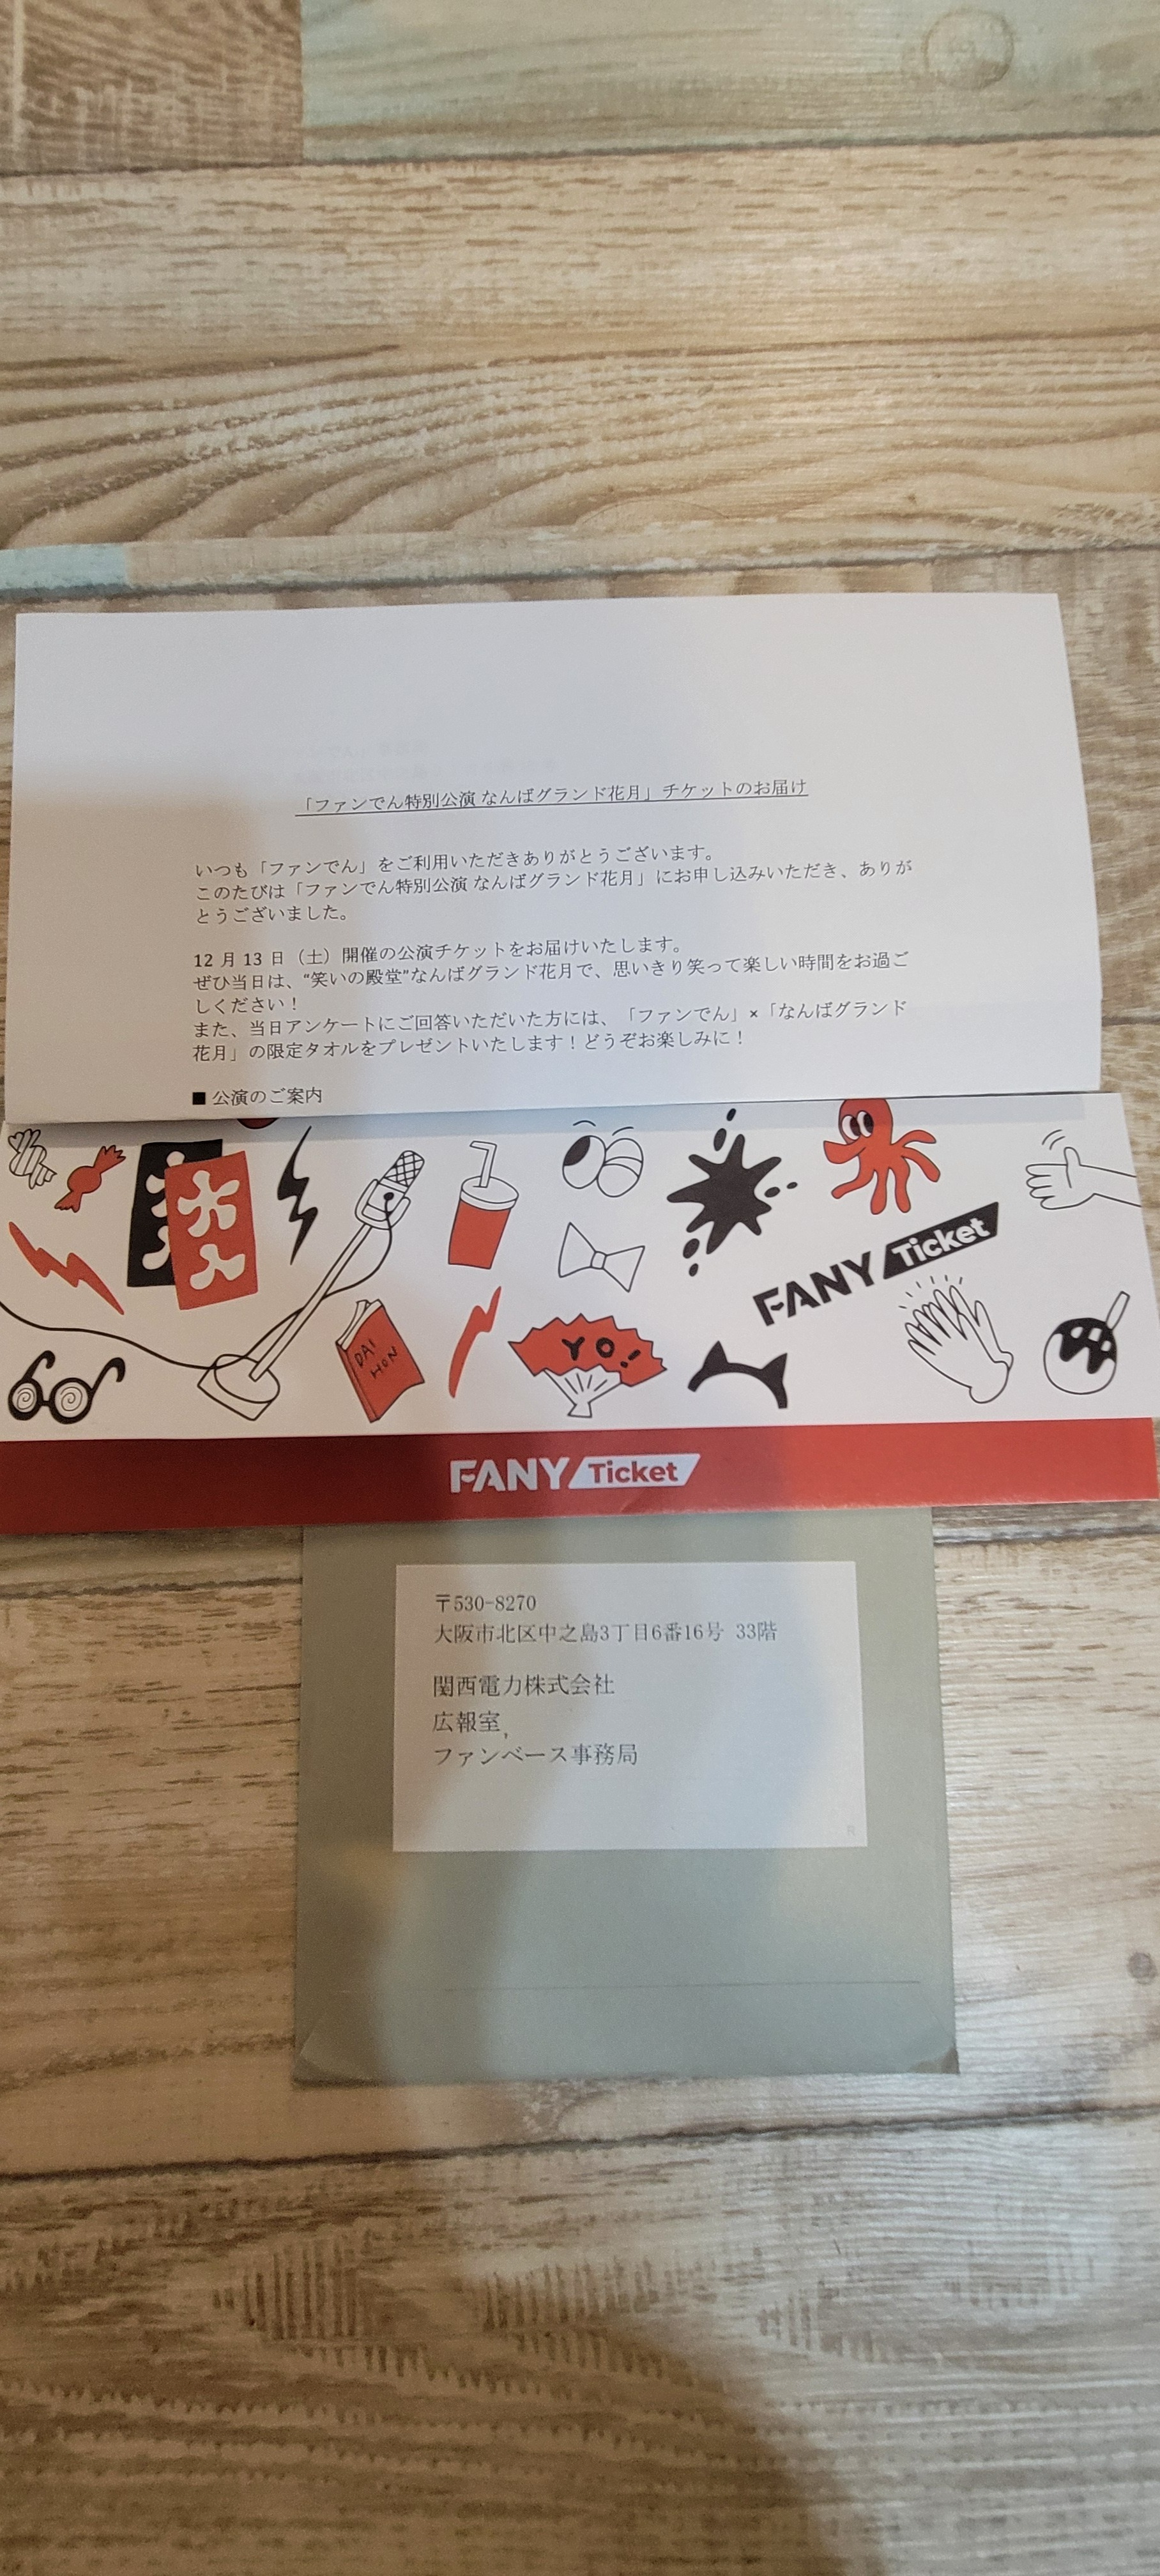 「ファンでん特別公演 なんばグランド花月」チケットのお届け
いつも「ファンでん」をご利用いただきありがとうございます。
このたびは「ファンでん特別公演 なんばグランド花月」にお申し込みいただき、ありが
とうございました。
12 月 13 日（土）開催の公演チケットをお届けいたします。
ぜひ当日は、“笑いの殿堂”なんばグランド花月で、思いきり笑って楽しい時間をお過ご
しください！
また、当日アンケートにご回答いただいた方には、「ファンでん」×「なんばグランド
花月」の限定タオルをプレゼントいたします！どうぞお楽しみに！
■ 公演のご案内
FANY Ticket
DAI
HON
YO!
FANY Ticket
〒530-8270
大阪市北区中之島3丁目6番16号 33階
関西電力株式会社
広報室,
ファンベース事務局
R